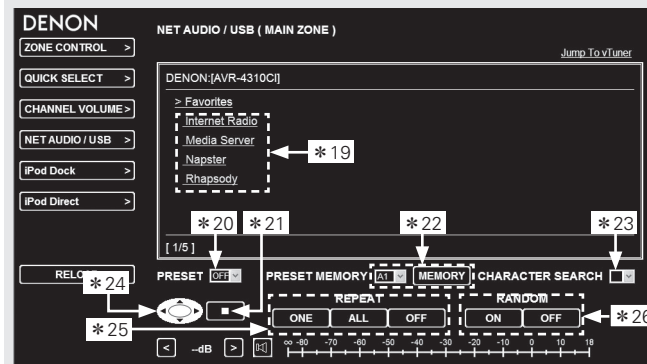 DENON
NET AUDIO / USB ( MAIN ZONE )
Jump To vTuner
ZONE CONTROL >
QUICK SELECT >
CHANNEL VOLUME >
NET AUDIO / USB >
iPod Dock >
iPod Direct >
DENON:[AVR-4310CI]
> Favorites
Internet Radio
Media Server
Napster
Rhapsody
*19
*20
*21
*22
*23
[ 1/5 ]
PRESET OFF
PRESET MEMORY A1 MEMORY
CHARACTER SEARCH
*24
REPEAT
RANDOM
ONE ALL OFF
ON OFF
*25
*26
< --dB >
∞ -80 -70 -60 -50 -40 -30 -20 -10 0 10 18